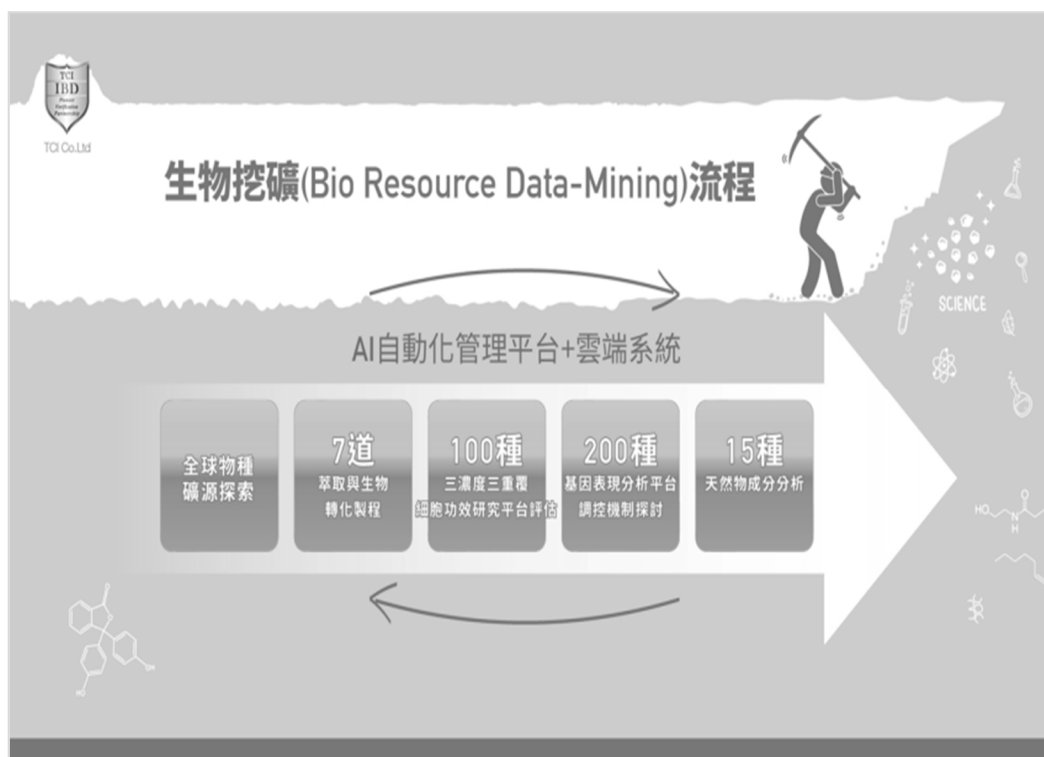 TCI
IBD
TCI Co.Ltd
生物挖礦(Bio Resource Data-Mining)流程
SCIENCE
AI自動化管理平台+雲端系統
全球物種
礦源探索
7道
萃取與生物
轉化製程
100種
三濃度三重覆
細胞功效研究平台評估
200種
基因表現分析平台
調控機制探討
15種
天然物成分分析
HO
O
N
H
O
O
OH
HO